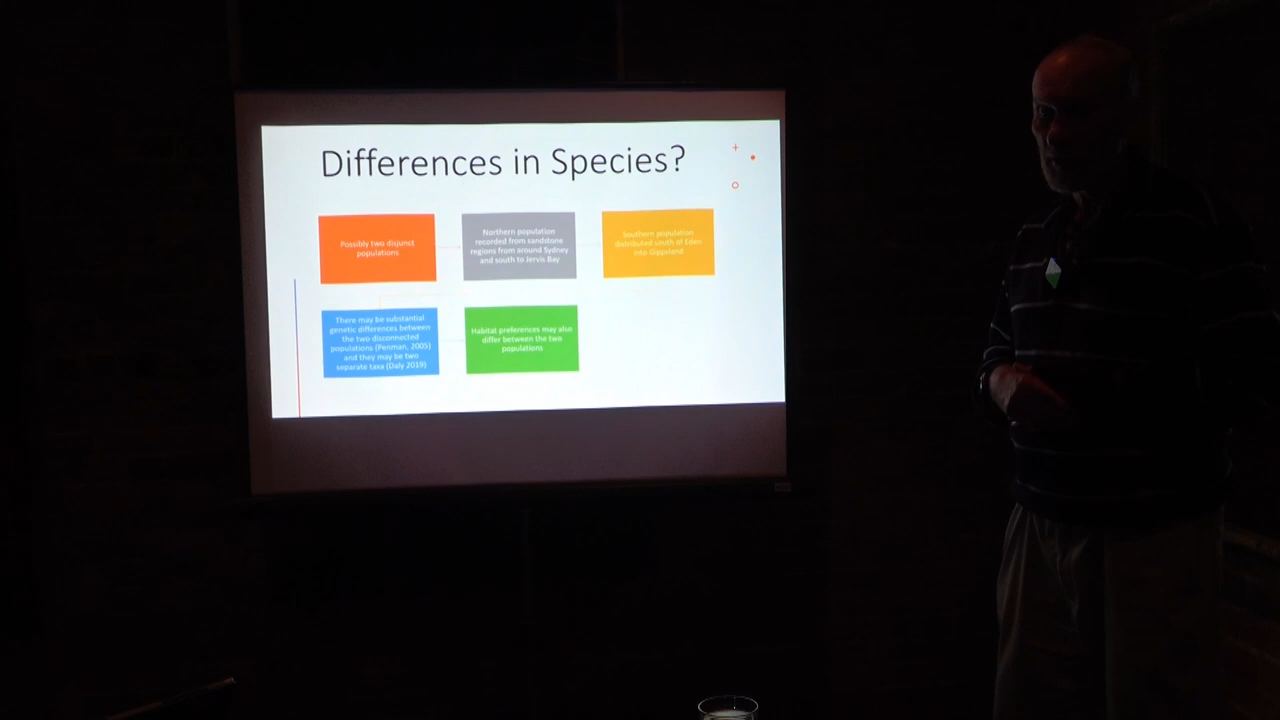 Differences in Species?
Possibly two disjunct
populations
Northern population
recorded from sandstone
regions from around Sydney
and south to Jervis Bay
Southern population
distributed south of Eden
into Gippsland
There may be substantial
genetic differences between
the two disconnected
populations (Penman, 2005)
and they may be two
separate taxa (Daly 2019)
Habitat preferences may also
differ between the two
populations